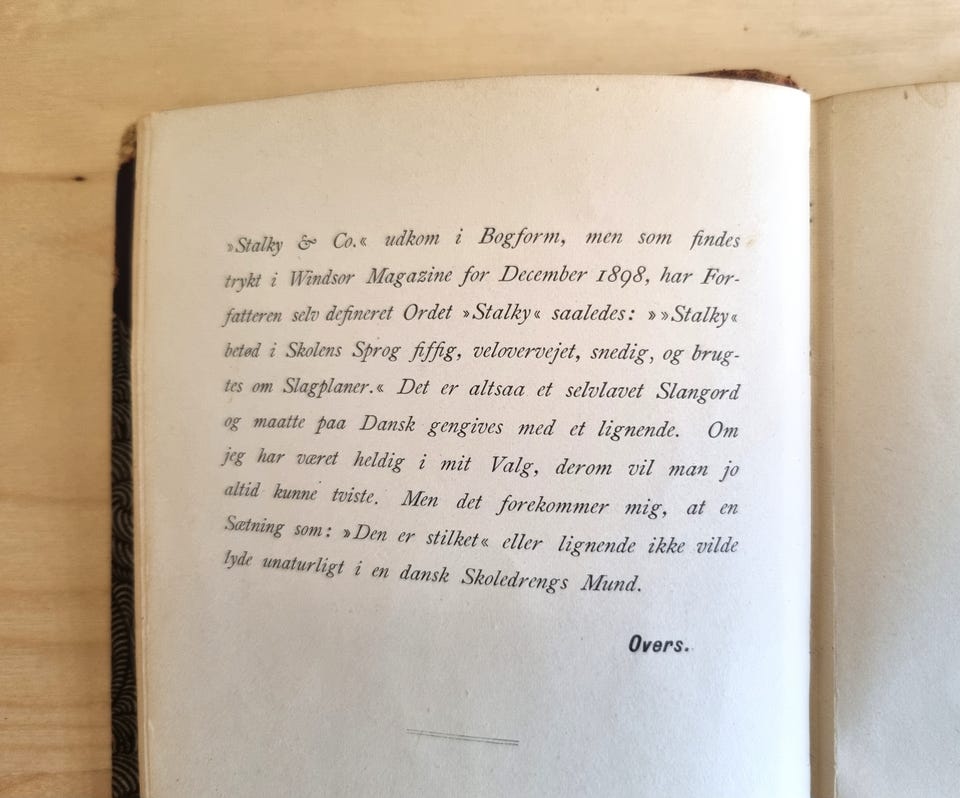 »Stalky & Co.« udkom i Bogform, men som findes
trykt i Windsor Magazine for December 1898, har For-
fatteren selv defineret Ordet »Stalky« saaledes: »»Stalky«
betød i Skolens Sprog fiffig, velovervejet, snedig, og brug-
tes om Slagplaner.« Det er altsaa et selvlavet Slangord
og maatte paa Dansk gengives med et lignende. Om
jeg har været heldig i mit Valg, derom vil man jo
altid kunne tviste. Men det forekommer mig, at en
Sætning som: »Den er stilket« eller lignende ikke vilde
lyde unaturligt i en dansk Skoledrengs Mund.
Overs.